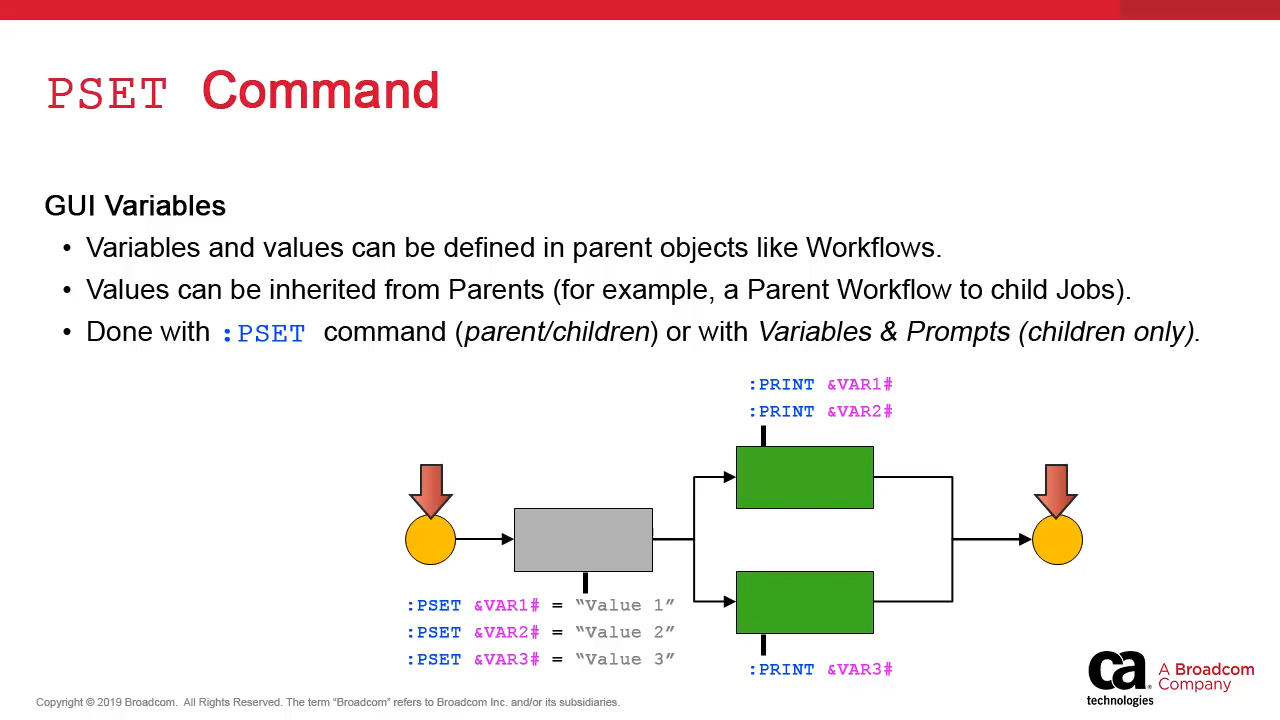 PSET Command
GUI Variables
• Variables and values can be defined in parent objects like Workflows.
• Values can be inherited from Parents (for example, a Parent Workflow to child Jobs).
• Done with :PSET command (parent/children) or with Variables & Prompts (children only).
:PRINT &VAR1#
:PRINT &VAR2#
:PSET &VAR1# = “Value 1”
:PSET &VAR2# = “Value 2”
:PSET &VAR3# = “Value 3”
:PRINT &VAR3#
ca
technologies
A Broadcom
Company
Copyright © 2019 Broadcom. All Rights Reserved. The term “Broadcom” refers to Broadcom Inc. and/or its subsidiaries.